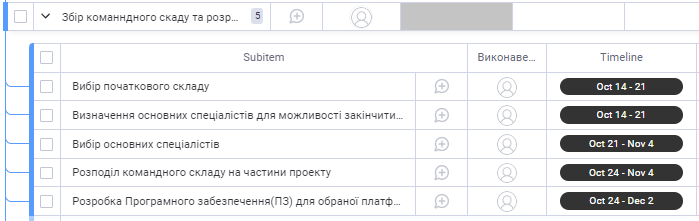 Збір команндного скаду та розр... 5
Subitem Виконаве... Timeline
Вибір початкового складу Oct 14 - 21
Визначення основних спеціалістів для можливості закінчити... Oct 14 - 21
Вибір основних спеціалістів Oct 21 - Nov 4
Розподіл командного складу на частини проекту Oct 24 - Nov 4
Розробка Програмного забезпечення(ПЗ) для обраної платф... Oct 24 - Dec 2